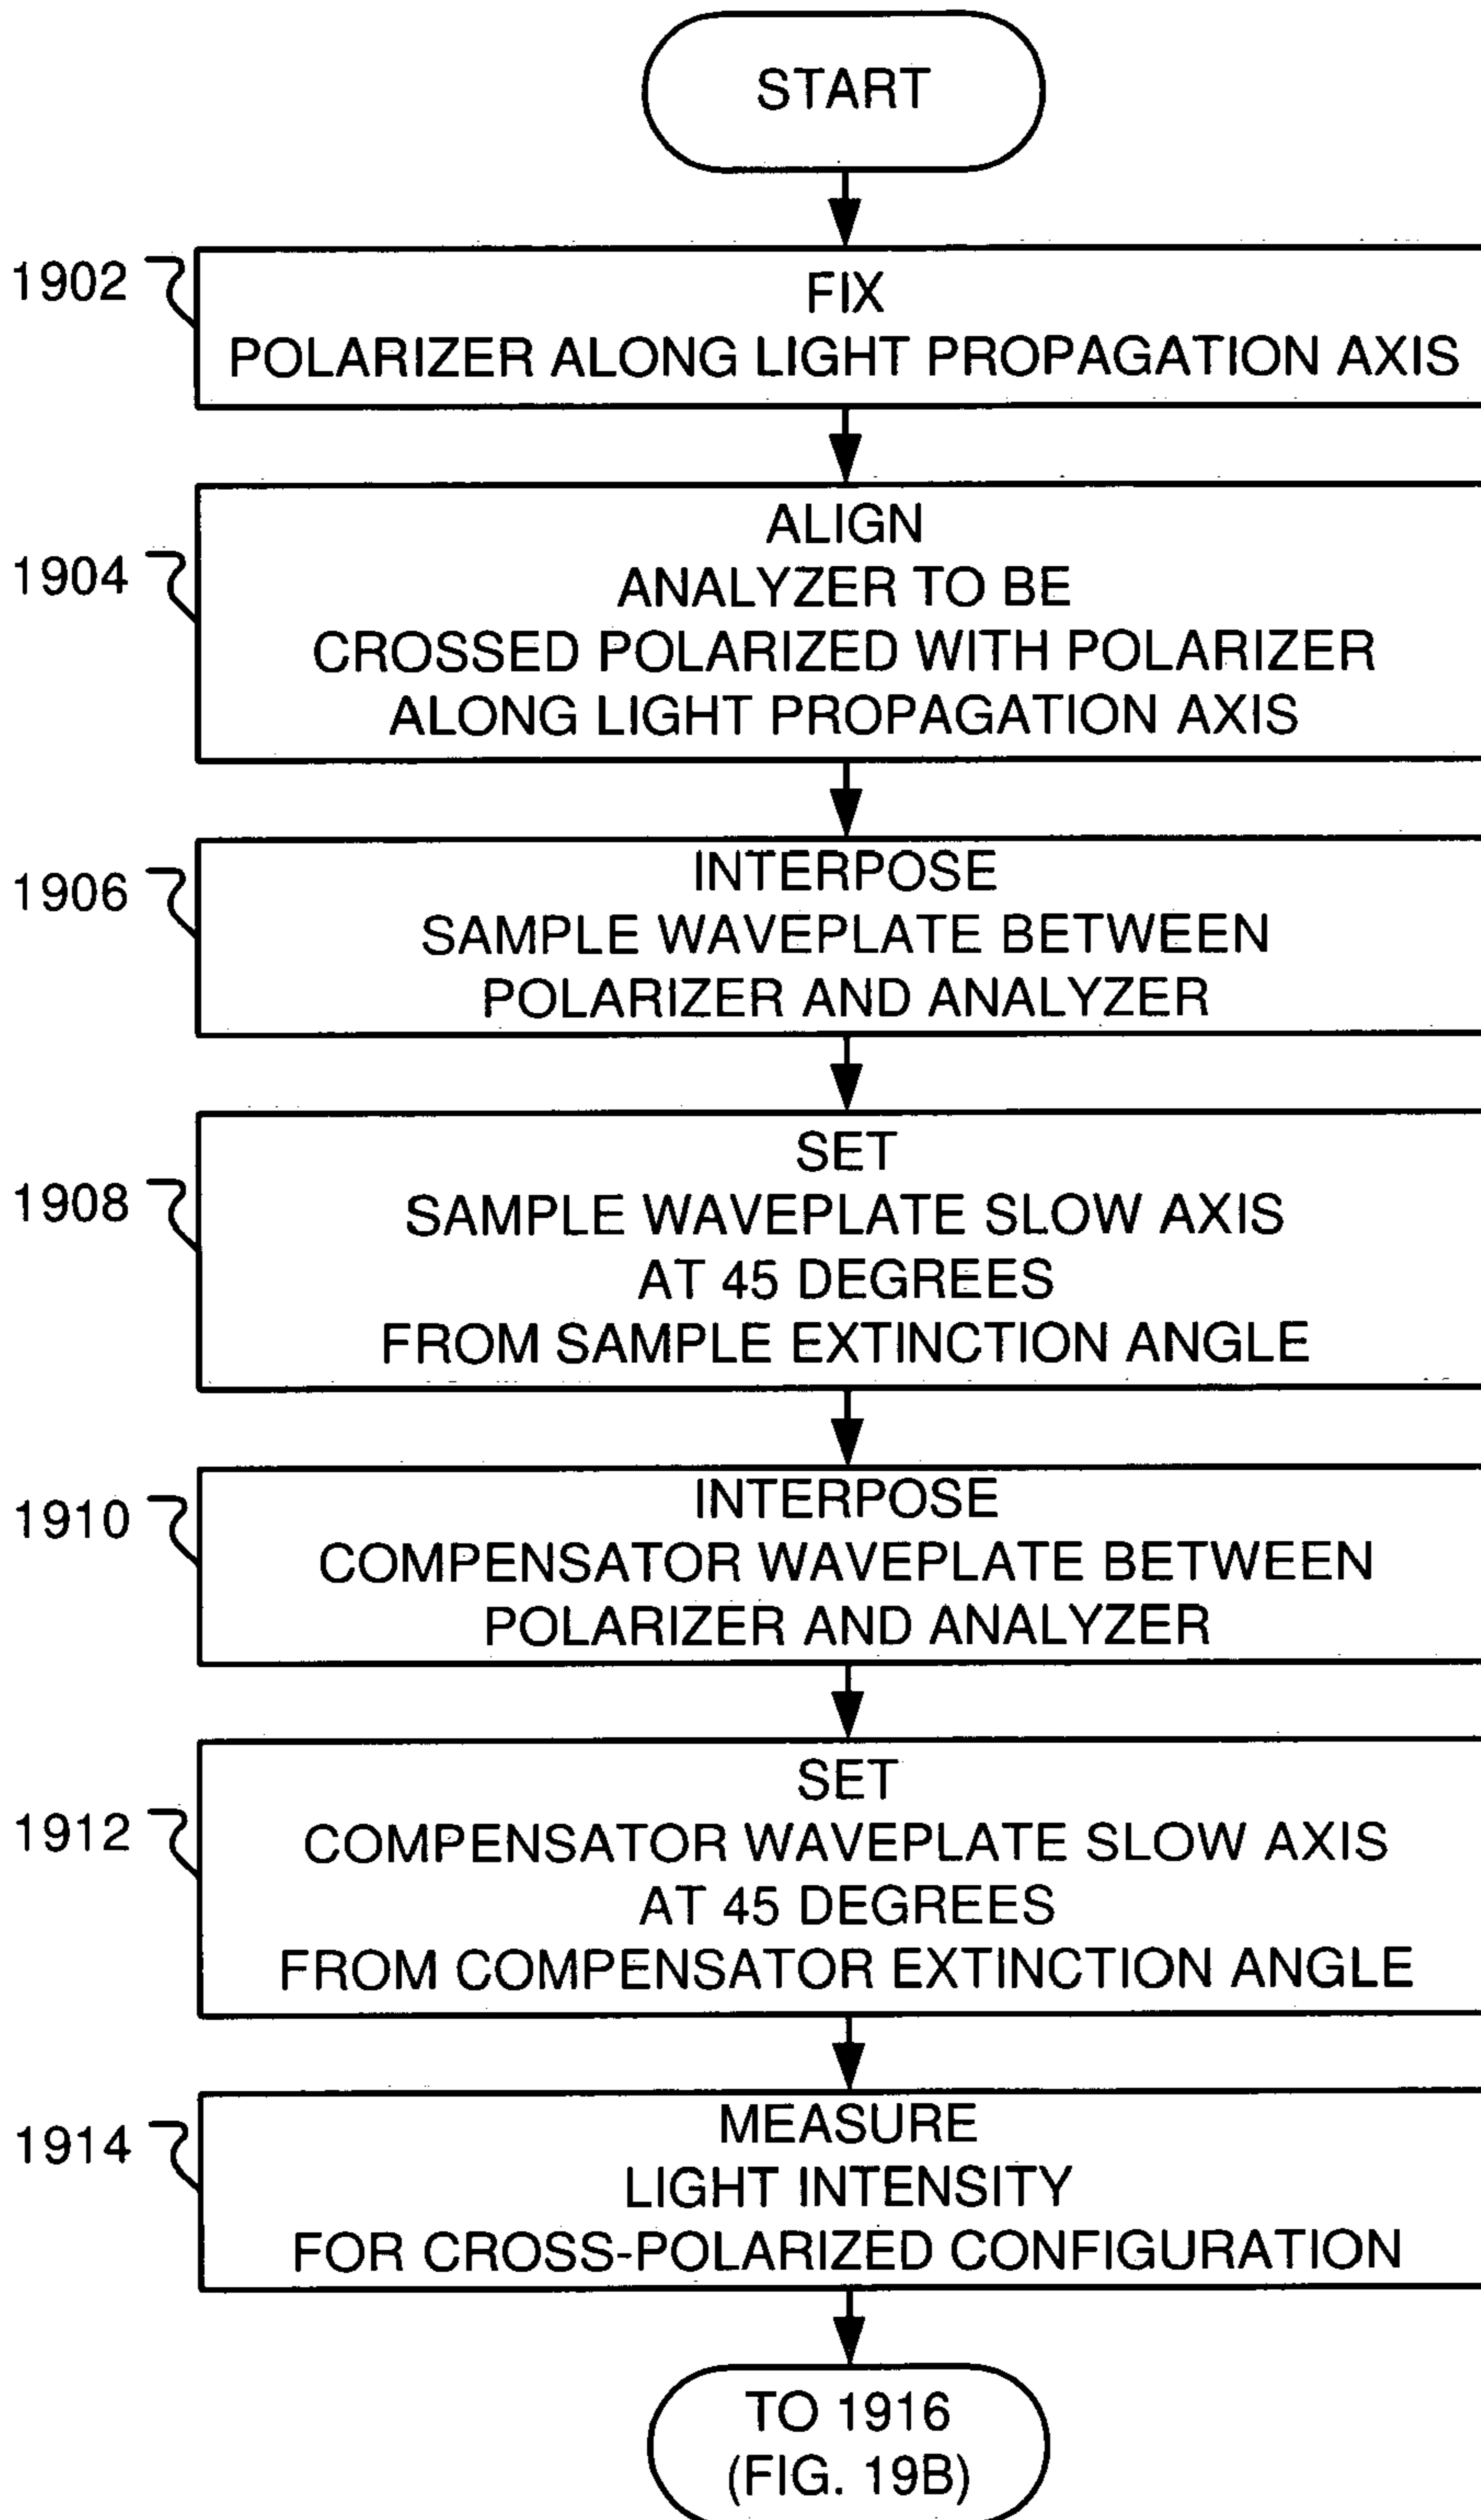 START
1902
FIX
POLARIZER ALONG LIGHT PROPAGATION AXIS
1904
ALIGN
ANALYZER TO BE
CROSSED POLARIZED WITH POLARIZER
ALONG LIGHT PROPAGATION AXIS
1906
INTERPOSE
SAMPLE WAVEPLATE BETWEEN
POLARIZER AND ANALYZER
1908
SET
SAMPLE WAVEPLATE SLOW AXIS
AT 45 DEGREES
FROM SAMPLE EXTINCTION ANGLE
1910
INTERPOSE
COMPENSATOR WAVEPLATE BETWEEN
POLARIZER AND ANALYZER
1912
SET
COMPENSATOR WAVEPLATE SLOW AXIS
AT 45 DEGREES
FROM COMPENSATOR EXTINCTION ANGLE
1914
MEASURE
LIGHT INTENSITY
FOR CROSS-POLARIZED CONFIGURATION
TO 1916
(FIG. 19B)